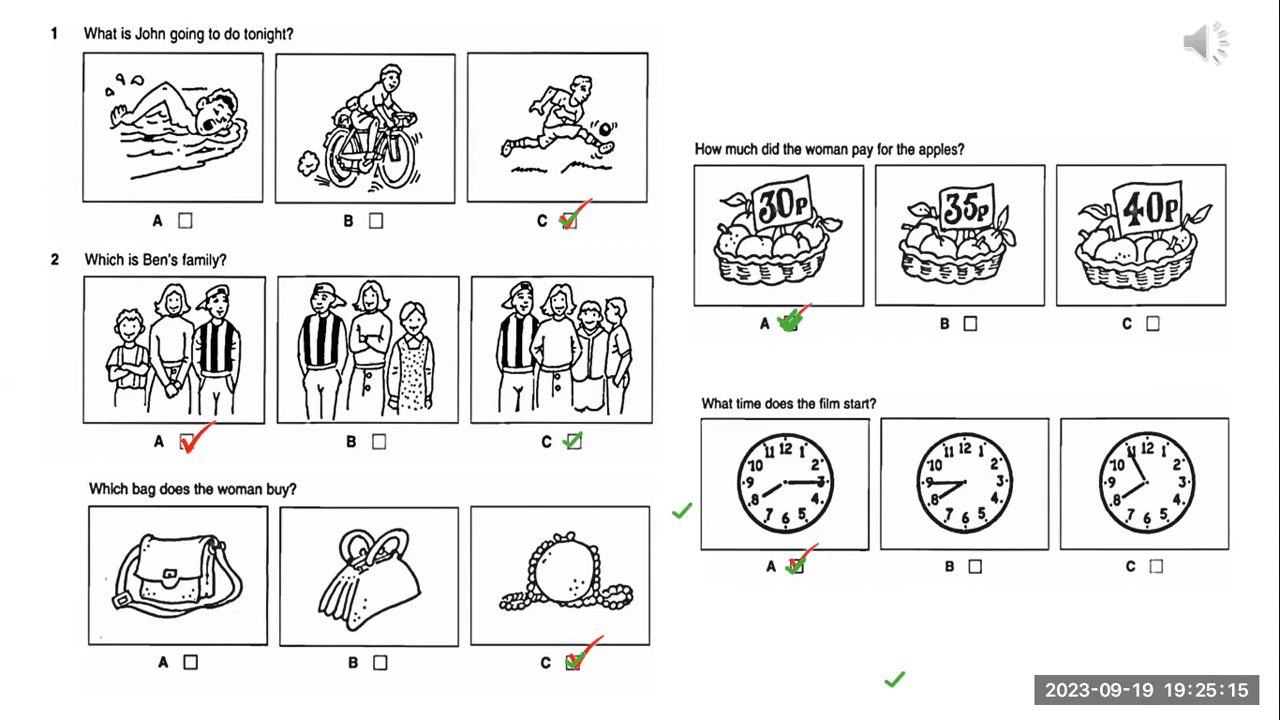 1 What is John going to do tonight?
A B C
2 Which is Ben's family?
A B C
Which bag does the woman buy?
A B C
How much did the woman pay for the apples?
30p 35p 40p
A B C
What time does the film start?
12 1 2 3 4 5 6 7 8 9 10 11
12 1 2 3 4 5 6 7 8 9 10 11
12 1 2 3 4 5 6 7 8 9 10 11
A B C
2023-09-19 19:25:15